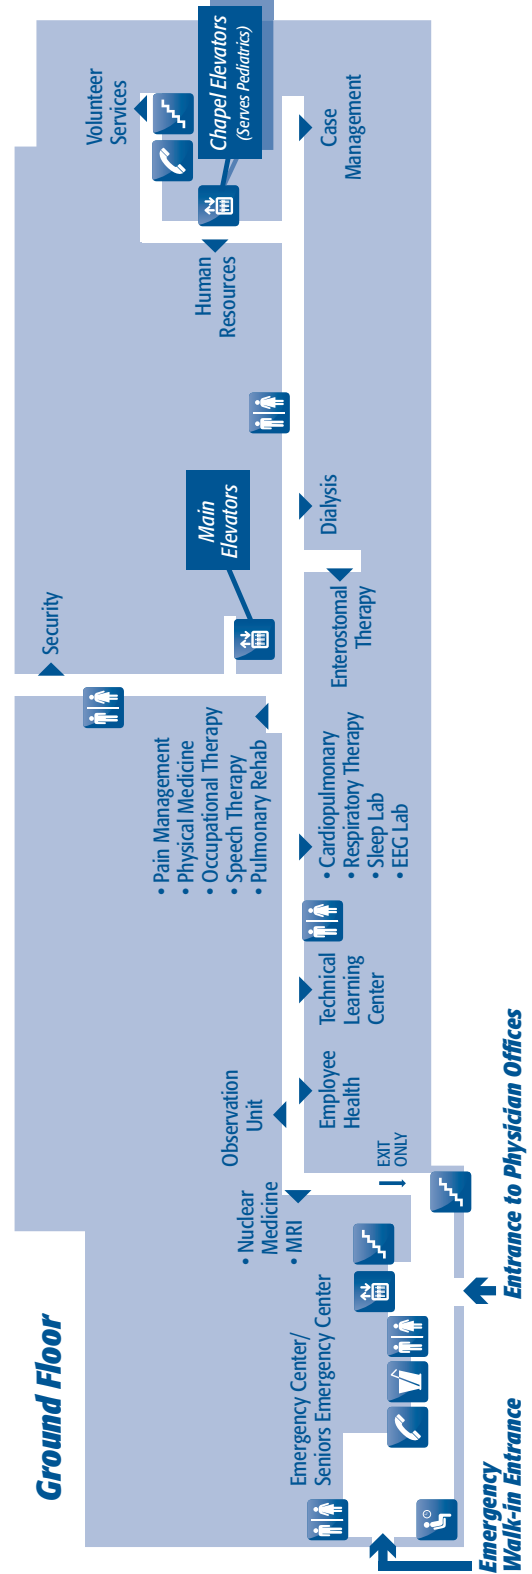 Ground Floor
Emergency
Walk-in Entrance
Entrance to Physician Offices
Emergency Center/
Seniors Emergency Center
• Nuclear
Medicine
• MRI
EXIT
ONLY
Observation
Unit
Employee
Health
Technical
Learning
Center
• Pain Management
• Physical Medicine
• Occupational Therapy
• Speech Therapy
• Pulmonary Rehab
• Cardiopulmonary
• Respiratory Therapy
• Sleep Lab
• EEG Lab
Security
Enterostomal
Therapy
Main
Elevators
Dialysis
Human
Resources
Volunteer
Services
Chapel Elevators
(Serves Pediatrics)
Case
Management